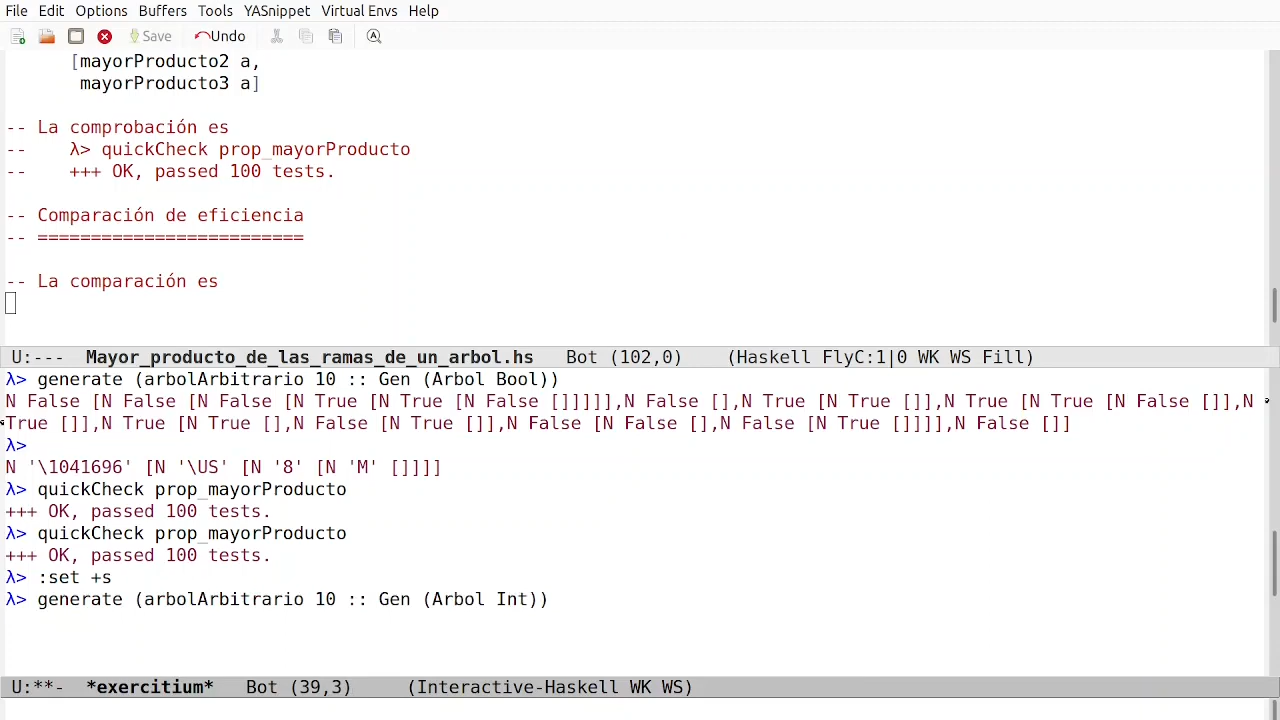 File Edit Options Buffers Tools YASnippet Virtual Envs Help
Save Undo
[mayorProducto2 a,
mayorProducto3 a]
-- La comprobación es
--    λ> quickCheck prop_mayorProducto
--    +++ OK, passed 100 tests.
-- Comparación de eficiencia
-- =========================
-- La comparación es
U:---  Mayor_producto_de_las_ramas_de_un_arbol.hs   Bot (102,0)     (Haskell FlyC:1|0 WK WS Fill)
λ> generate (arbolArbitrario 10 :: Gen (Arbol Bool))
N False [N False [N False [N True [N True [N False []]]]],N False [],N True [N True []],N True [N True [N False []],N
True []],N True [N True [],N False [N True []],N False [N False [],N False [N True []]]],N False []]
λ>
N '\1041696' [N '\US' [N '8' [N 'M' []]]]
λ> quickCheck prop_mayorProducto
+++ OK, passed 100 tests.
λ> quickCheck prop_mayorProducto
+++ OK, passed 100 tests.
λ> :set +s
λ> generate (arbolArbitrario 10 :: Gen (Arbol Int))
U:**-  *exercitium*   Bot (39,3)     (Interactive-Haskell WK WS)